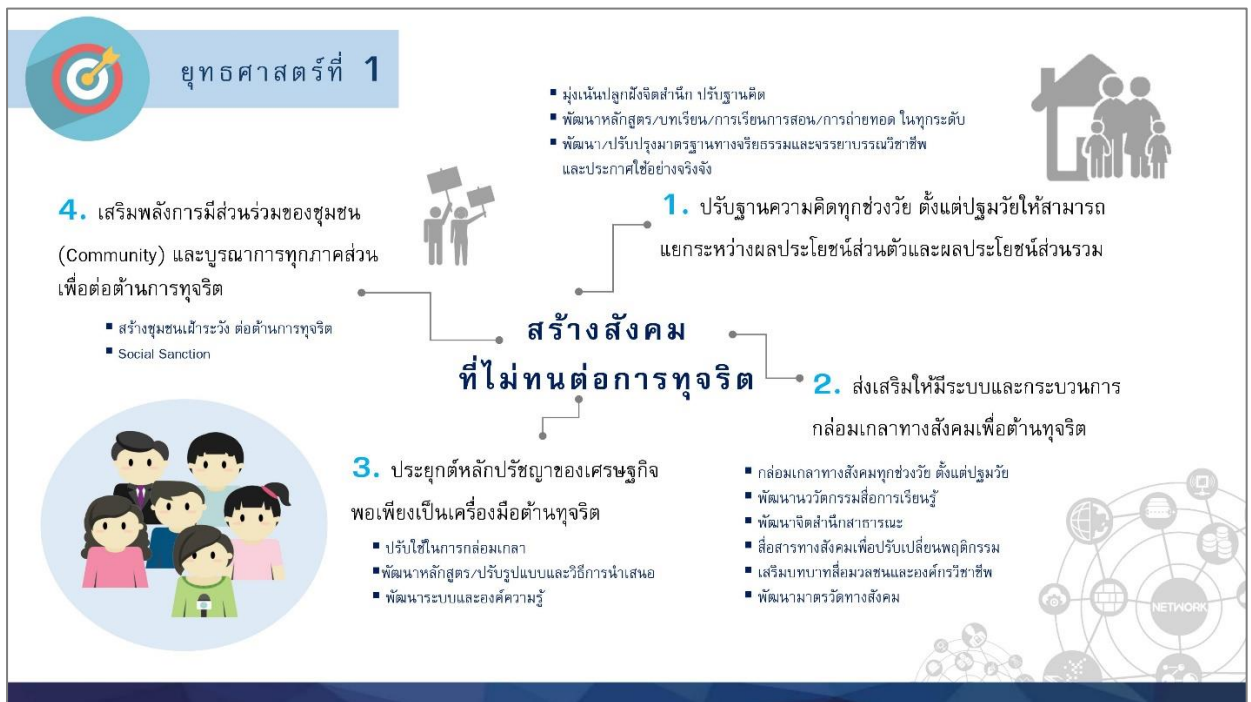 ยุทธศาสตร์ที่ 1
▪ มุ่งเน้นปลูกฝังจิตสำนึก ปรับฐานคิด
▪ พัฒนาหลักสูตร/บทเรียน/การเรียนการสอน/การถ่ายทอด ในทุกระดับ
▪ พัฒนา/ปรับปรุงมาตรฐานทางจริยธรรมและจรรยาบรรณวิชาชีพ
และประกาศใช้อย่างจริงจัง
1. ปรับฐานความคิดทุกช่วงวัย ตั้งแต่ปฐมวัยให้สามารถ
แยกระหว่างผลประโยชน์ส่วนตัวและผลประโยชน์ส่วนรวม
4. เสริมพลังการมีส่วนร่วมของชุมชน
(Community) และบูรณาการทุกภาคส่วน
เพื่อต่อต้านการทุจริต
▪ สร้างชุมชนเฝ้าระวัง ต่อต้านการทุจริต
▪ Social Sanction
สร้างสังคม
ที่ไม่ทนต่อการทุจริต
2. ส่งเสริมให้มีระบบและกระบวนการ
กล่อมเกลาทางสังคมเพื่อต้านทุจริต
▪ กล่อมเกลาทางสังคมทุกช่วงวัย ตั้งแต่ปฐมวัย
▪ พัฒนานวัตกรรมสื่อการเรียนรู้
▪ พัฒนาจิตสำนึกสาธารณะ
▪ สื่อสารทางสังคมเพื่อปรับเปลี่ยนพฤติกรรม
▪ เสริมบทบาทสื่อมวลชนและองค์กรวิชาชีพ
▪ พัฒนามาตรวัดทางสังคม
3. ประยุกต์หลักปรัชญาของเศรษฐกิจ
พอเพียงเป็นเครื่องมือต้านทุจริต
▪ ปรับใช้ในการกล่อมเกลา
▪พัฒนาหลักสูตร/ปรับรูปแบบและวิธีการนำเสนอ
▪ พัฒนาระบบและองค์ความรู้
NETWORK